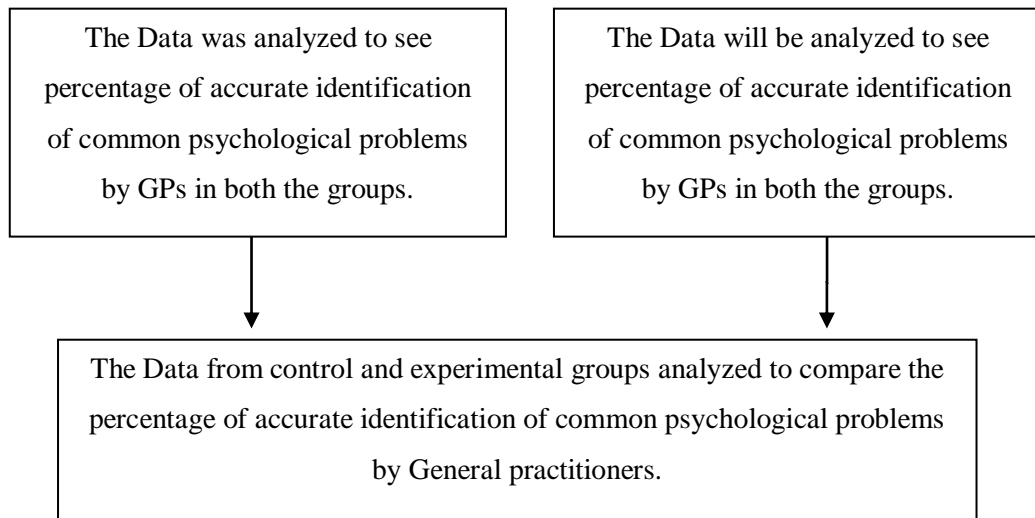 The Data was analyzed to see
percentage of accurate identification
of common psychological problems
by GPs in both the groups.
The Data will be analyzed to see
percentage of accurate identification
of common psychological problems
by GPs in both the groups.
The Data from control and experimental groups analyzed to compare the
percentage of accurate identification of common psychological problems
by General practitioners.